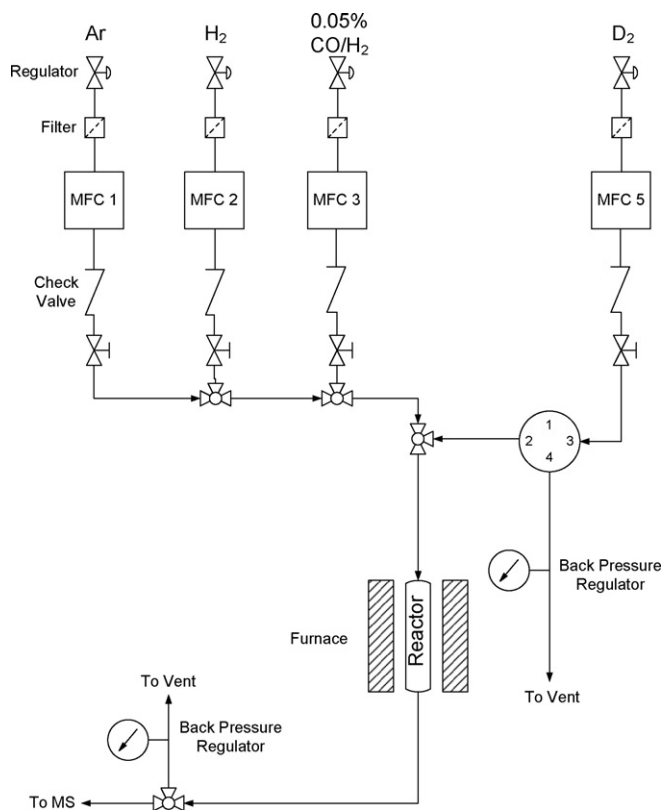 Ar
H2
0.05%
CO/H2
D2
Regulator
Filter
MFC 1
MFC 2
MFC 3
MFC 5
Check
Valve
1
2
3
4
Back Pressure
Regulator
Furnace
Reactor
To Vent
To Vent
Back Pressure
Regulator
To MS